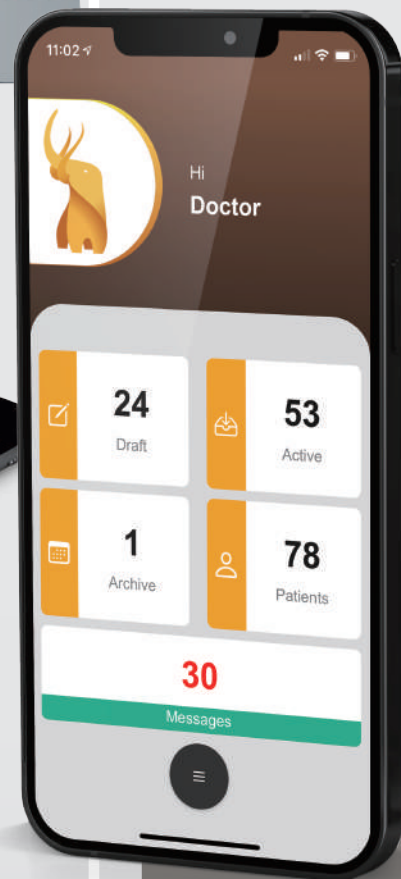 11:02
Hi
Doctor
24
Draft
53
Active
1
Archive
78
Patients
30
Messages